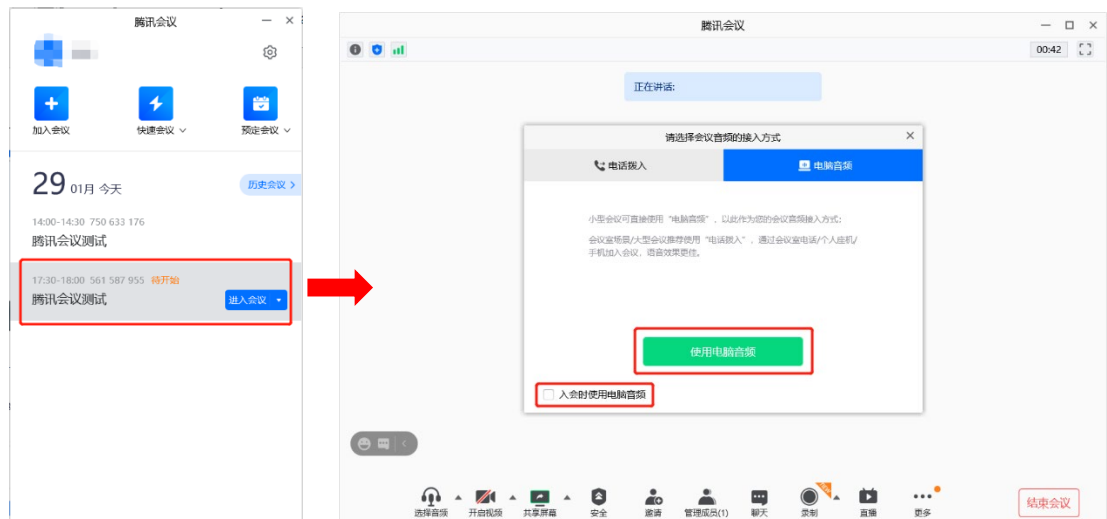 腾讯会议
加入会议
快速会议
预定会议
29 01月 今天
历史会议
14:00-14:30 750 633 176
腾讯会议测试
17:30-18:00 561 587 955 待开始
腾讯会议测试
进入会议
腾讯会议
00:42
正在讲话:
请选择会议音频的接入方式
电话拨入
电脑音频
小型会议可直接使用“电脑音频”，以此作为您的会议音频接入方式;
会议室场景/大型会议推荐使用“电话拨入”，通过会议室电话/个人座机/
手机加入会议，语音效果更佳。
使用电脑音频
入会时使用电脑音频
选择音频
开启视频
共享屏幕
安全
邀请
管理成员(1)
聊天
录制
直播
更多
结束会议